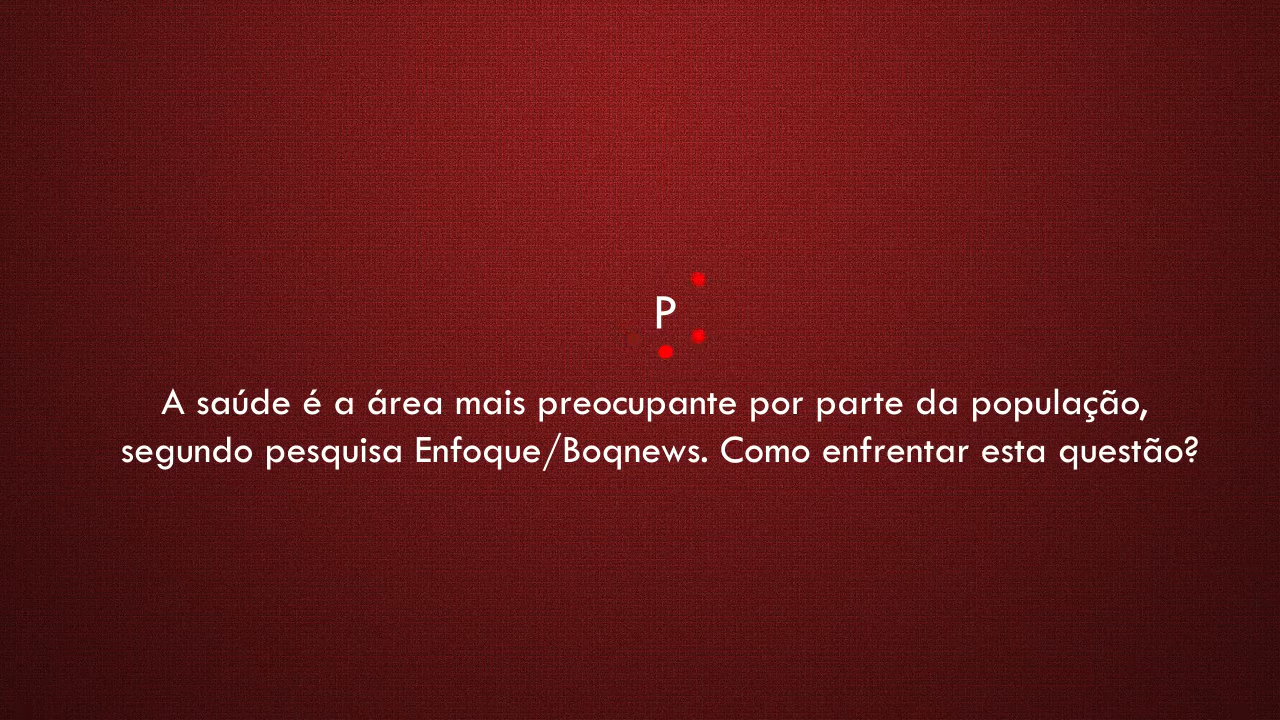 P
A saúde é a área mais preocupante por parte da população,
segundo pesquisa Enfoque/Boqnews. Como enfrentar esta questão?